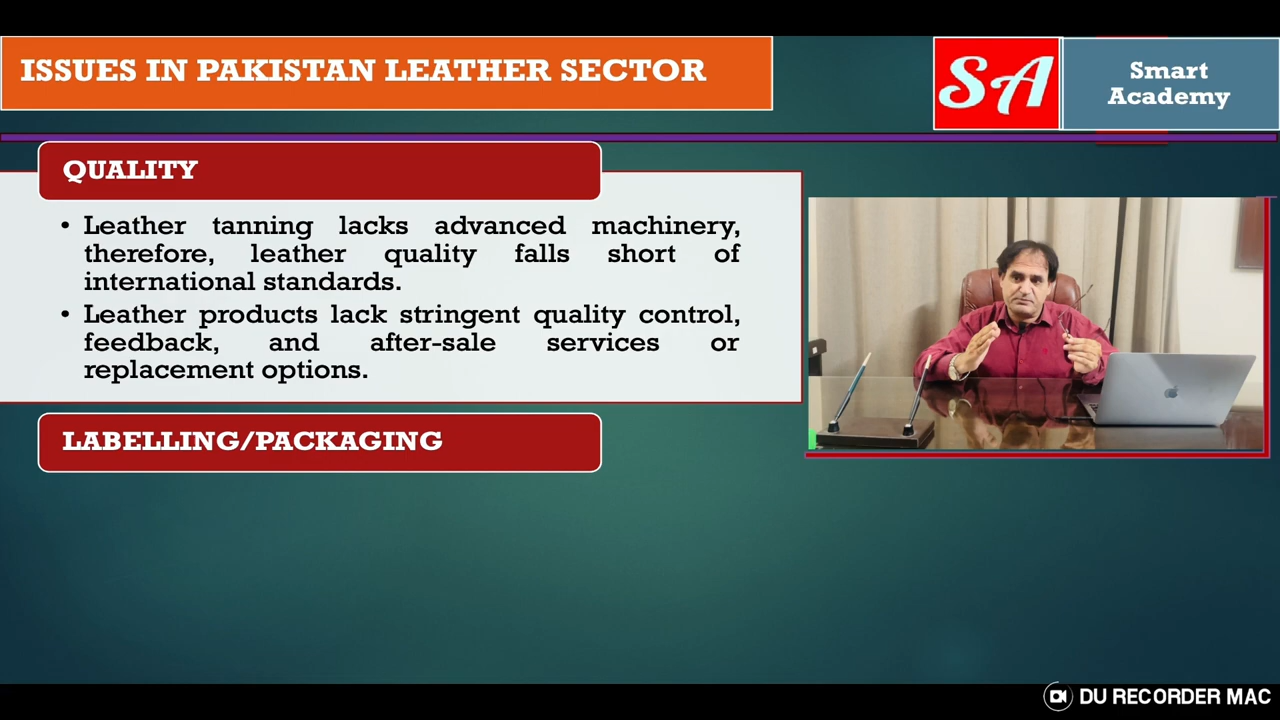 ISSUES IN PAKISTAN LEATHER SECTOR
SA
Smart
Academy
QUALITY
• Leather tanning lacks advanced machinery,
therefore, leather quality falls short of
international standards.
• Leather products lack stringent quality control,
feedback, and after-sale services or
replacement options.
LABELLING/PACKAGING
DU RECORDER MAC